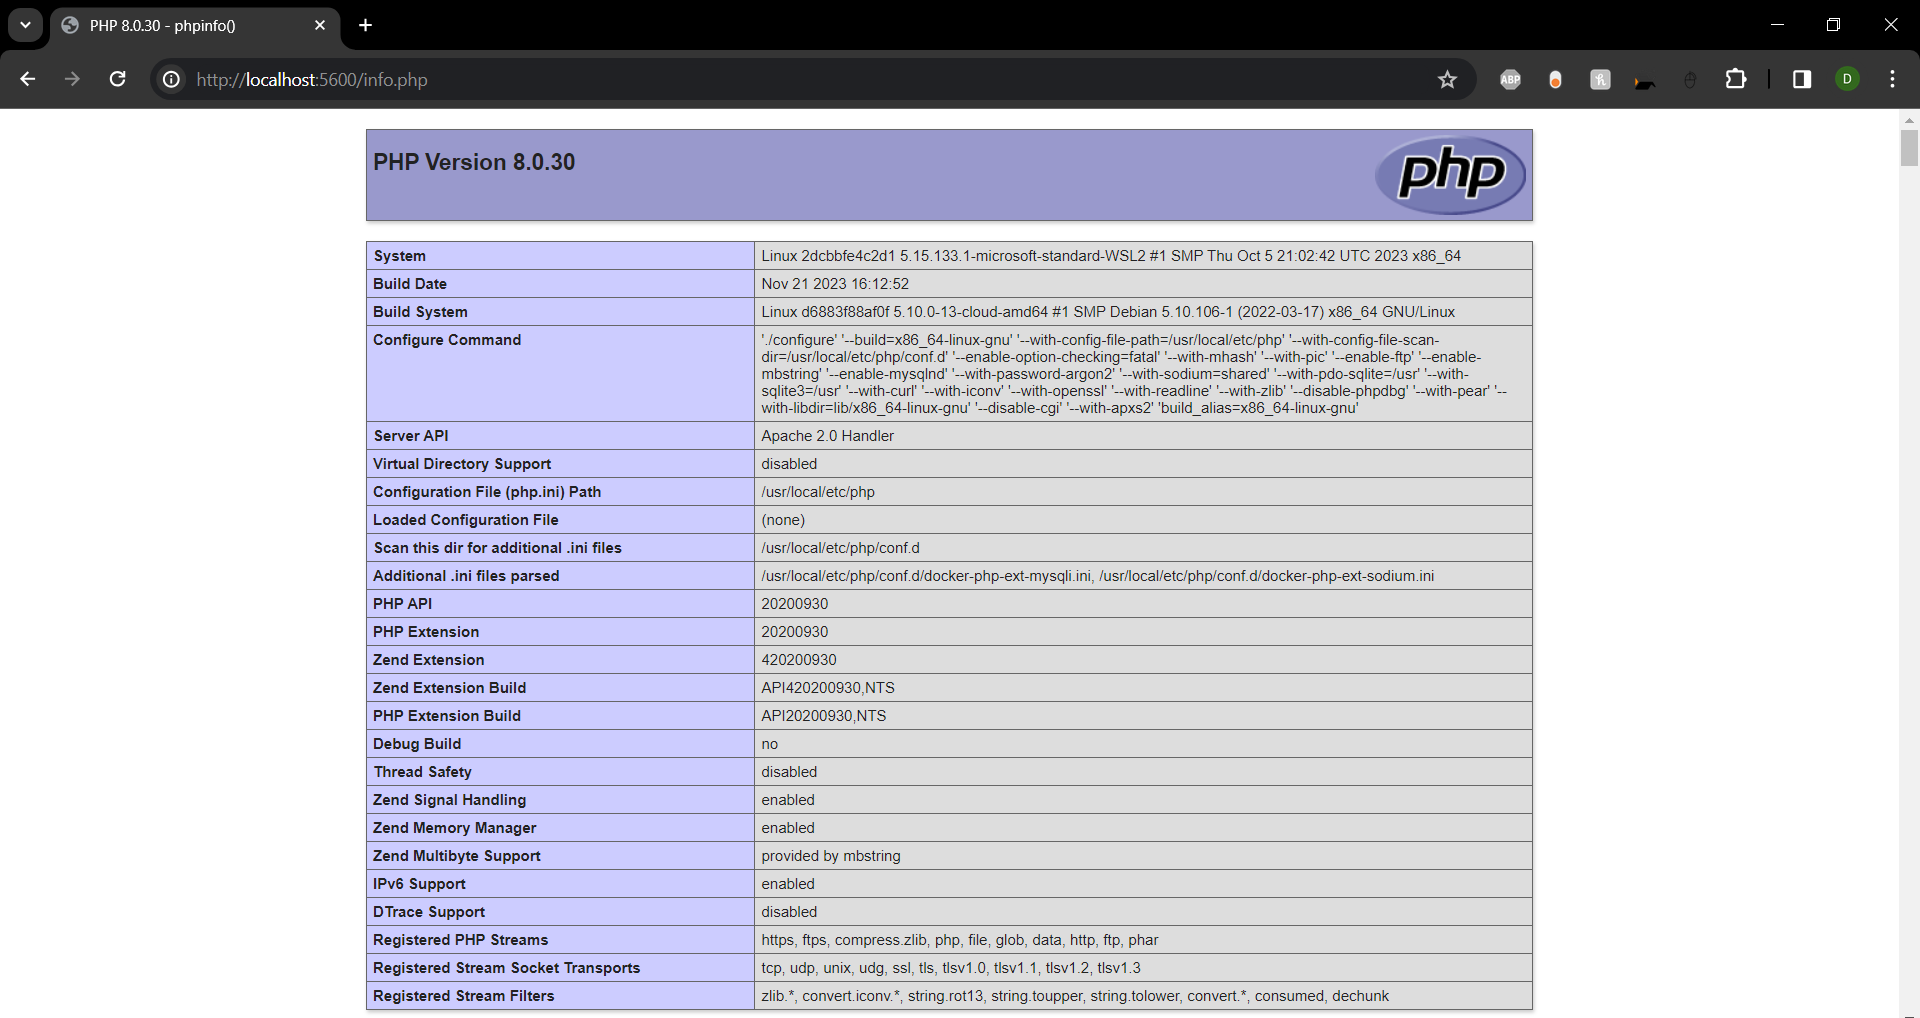 PHP 8.0.30 - phpinfo()
http://localhost:5600/info.php
ABP
D
PHP Version 8.0.30
php
System
Linux 2dcbbfe4c2d1 5.15.133.1-microsoft-standard-WSL2 #1 SMP Thu Oct 5 21:02:42 UTC 2023 x86_64
Build Date
Nov 21 2023 16:12:52
Build System
Linux d6883f88af0f 5.10.0-13-cloud-amd64 #1 SMP Debian 5.10.106-1 (2022-03-17) x86_64 GNU/Linux
Configure Command
'./configure' '--build=x86_64-linux-gnu' '--with-config-file-path=/usr/local/etc/php' '--with-config-file-scan-
dir=/usr/local/etc/php/conf.d' '--enable-option-checking=fatal' '--with-mhash' '--with-pic' '--enable-ftp' '--enable-
mbstring' '--enable-mysqlnd' '--with-password-argon2' '--with-sodium=shared' '--with-pdo-sqlite=/usr' '--with-
sqlite3=/usr' '--with-curl' '--with-iconv' '--with-openssl' '--with-readline' '--with-zlib' '--disable-phpdbg' '--with-pear' '--
with-libdir=lib/x86_64-linux-gnu' '--disable-cgi' '--with-apxs2' 'build_alias=x86_64-linux-gnu'
Server API
Apache 2.0 Handler
Virtual Directory Support
disabled
Configuration File (php.ini) Path
/usr/local/etc/php
Loaded Configuration File
(none)
Scan this dir for additional .ini files
/usr/local/etc/php/conf.d
Additional .ini files parsed
/usr/local/etc/php/conf.d/docker-php-ext-mysqli.ini, /usr/local/etc/php/conf.d/docker-php-ext-sodium.ini
PHP API
20200930
PHP Extension
20200930
Zend Extension
420200930
Zend Extension Build
API420200930,NTS
PHP Extension Build
API20200930,NTS
Debug Build
no
Thread Safety
disabled
Zend Signal Handling
enabled
Zend Memory Manager
enabled
Zend Multibyte Support
provided by mbstring
IPv6 Support
enabled
DTrace Support
disabled
Registered PHP Streams
https, ftps, compress.zlib, php, file, glob, data, http, ftp, phar
Registered Stream Socket Transports
tcp, udp, unix, udg, ssl, tls, tlsv1.0, tlsv1.1, tlsv1.2, tlsv1.3
Registered Stream Filters
zlib.*, convert.iconv.*, string.rot13, string.toupper, string.tolower, convert.*, consumed, dechunk